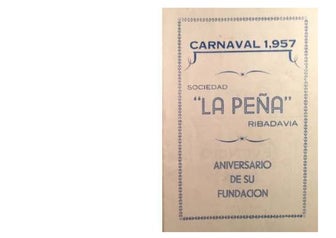 CARNAVAL 1,957
SOCIEDAD
"LA PEÑA"
RIBADAVIA
ANIVERSARIO
DE SU
FUNDACION